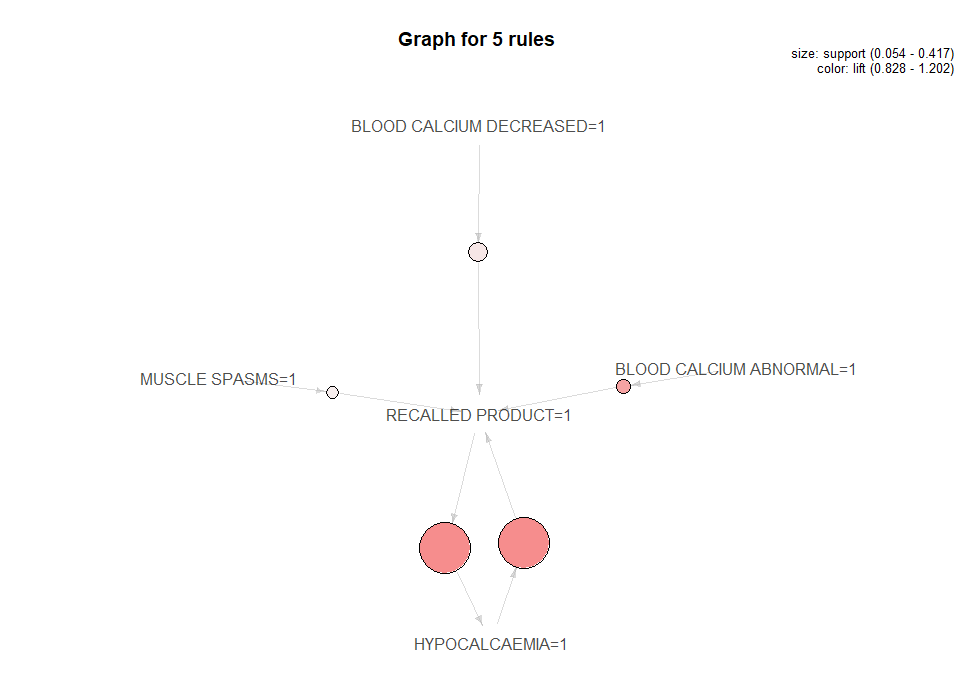 Graph for 5 rules
size: support (0.054 - 0.417)
color: lift (0.828 - 1.202)
BLOOD CALCIUM DECREASED=1
BLOOD CALCIUM ABNORMAL=1
MUSCLE SPASMS=1
RECALLED PRODUCT=1
HYPOCALCAEMIA=1